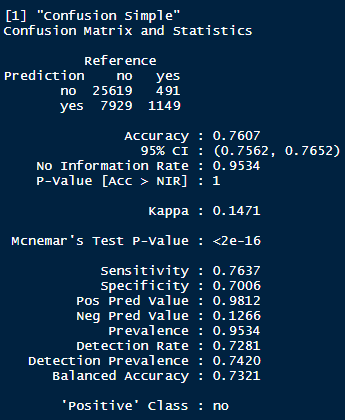 [1] "Confusion Simple"
Confusion Matrix and Statistics
Reference
Prediction no yes
no 25619 491
yes 7929 1149
Accuracy : 0.7607
95% CI : (0.7562, 0.7652)
No Information Rate : 0.9534
P-Value [Acc > NIR] : 1
Kappa : 0.1471
Mcnemar's Test P-Value : <2e-16
Sensitivity : 0.7637
Specificity : 0.7006
Pos Pred Value : 0.9812
Neg Pred Value : 0.1266
Prevalence : 0.9534
Detection Rate : 0.7281
Detection Prevalence : 0.7420
Balanced Accuracy : 0.7321
'Positive' Class : no